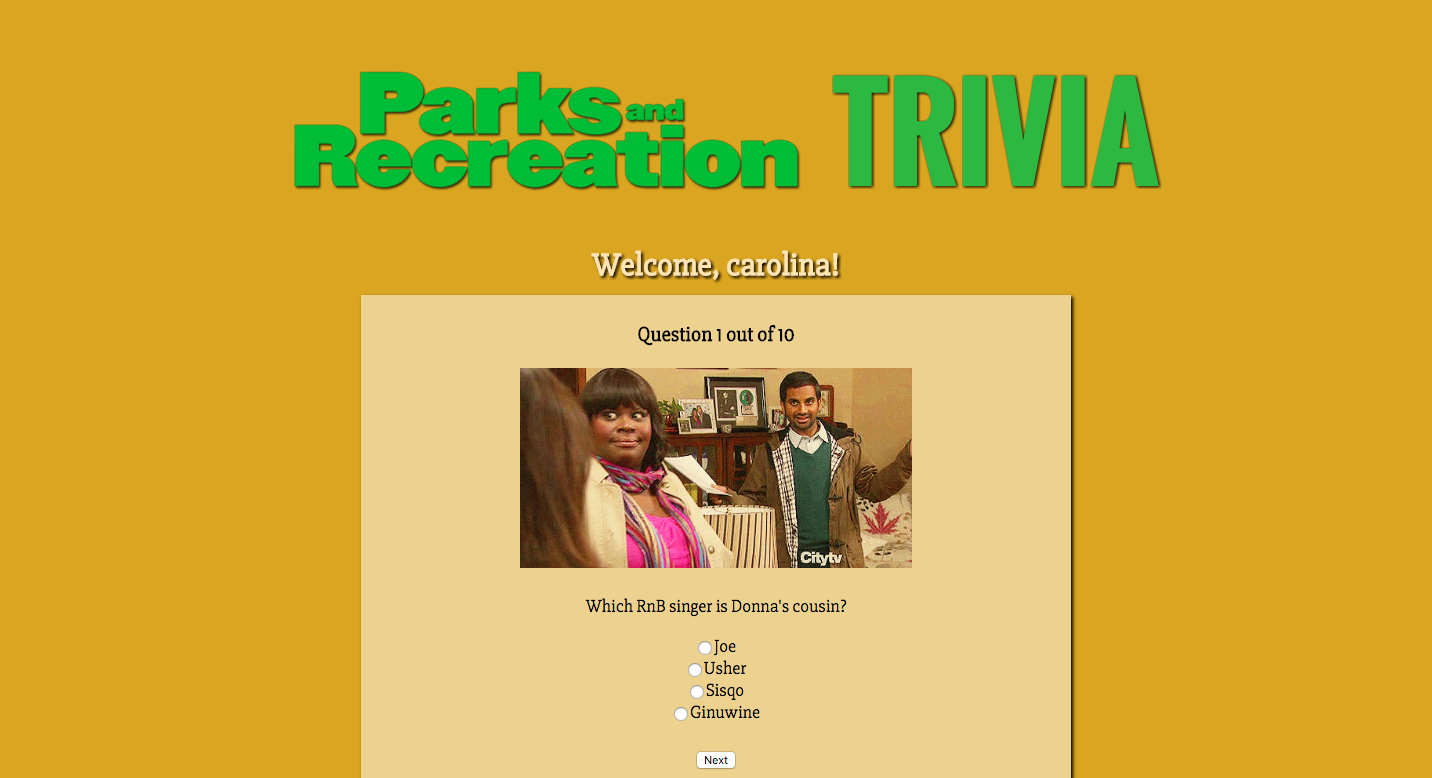 Parks and
Recreation TRIVIA
Welcome, carolina!
Question 1 out of 10
Citytv
Which RnB singer is Donna's cousin?
Joe
Usher
Sisqo
Ginuwine
Next